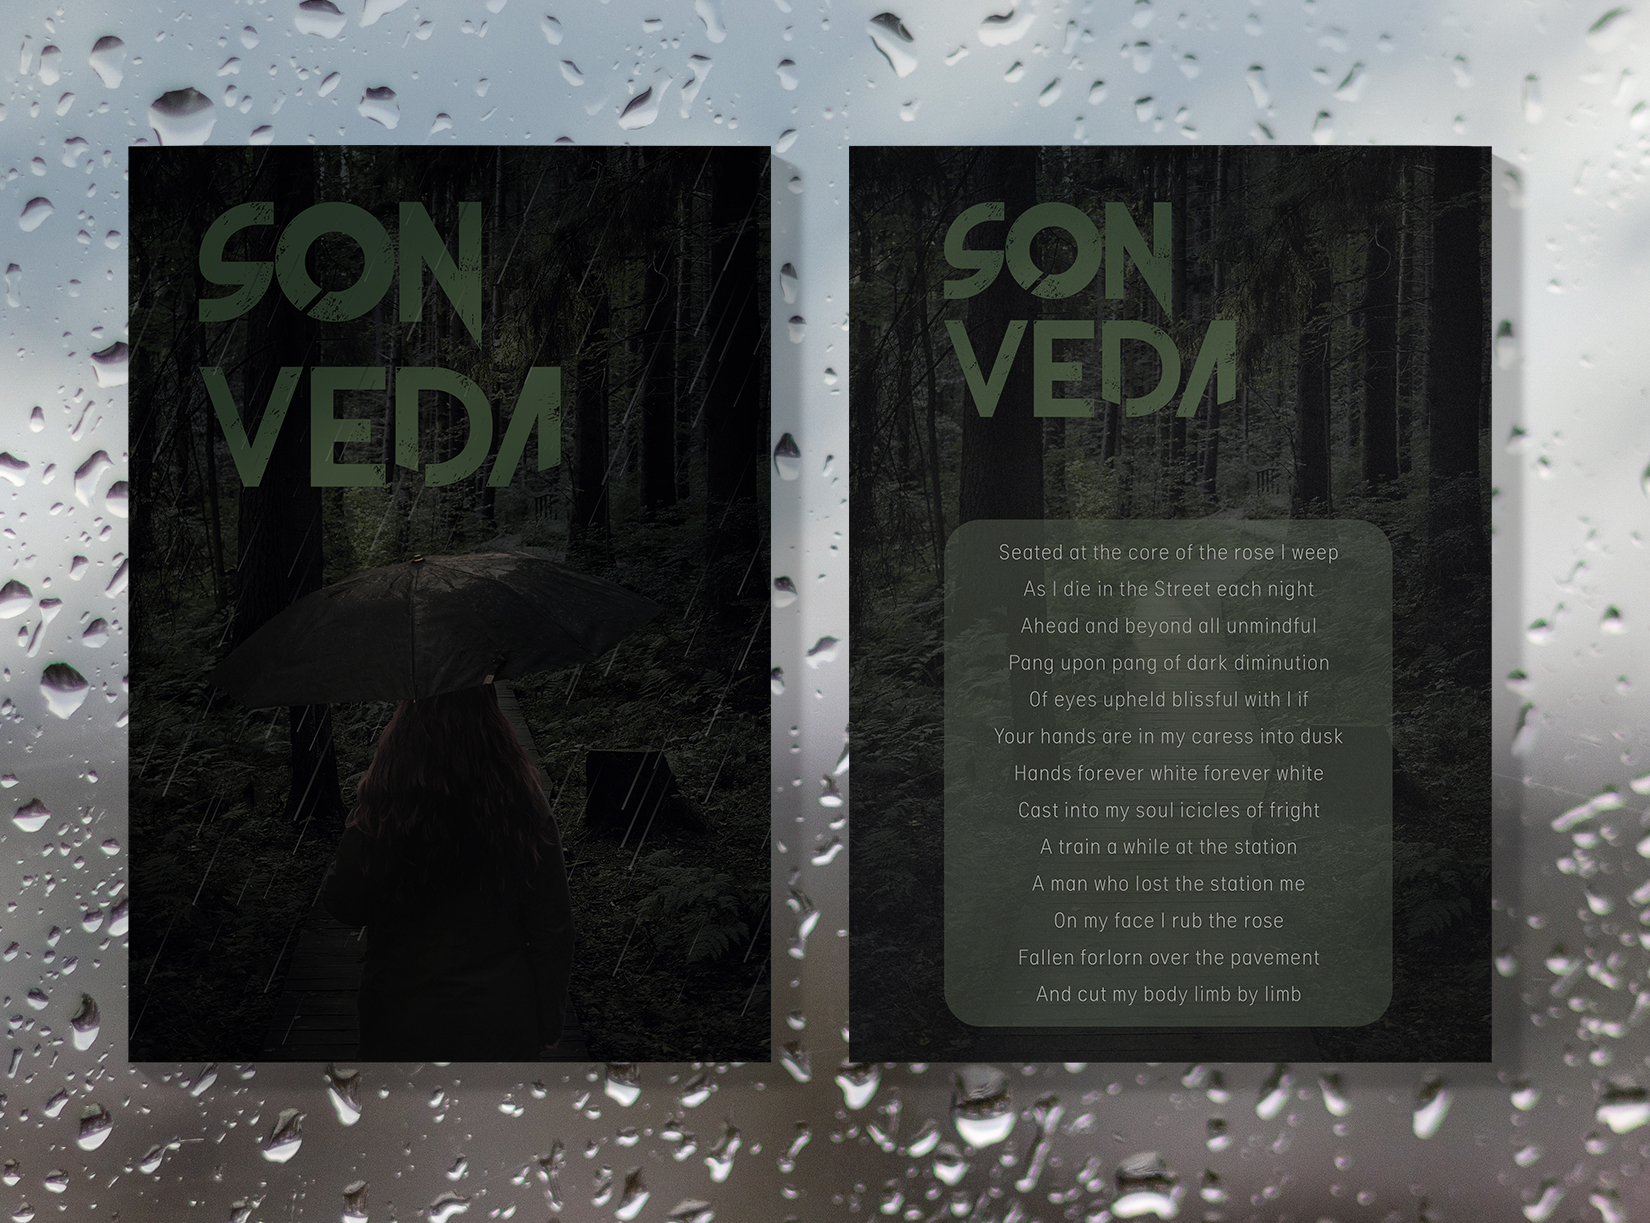 SON
VEDA
SON
VEDA
Seated at the core of the rose I weep
As I die in the Street each night
Ahead and beyond all unmindful
Pang upon pang of dark diminution
Of eyes upheld blissful with I if
Your hands are in my caress into dusk
Hands forever white forever white
Cast into my soul icicles of fright
A train a while at the station
A man who lost the station me
On my face I rub the rose
Fallen forlorn over the pavement
And cut my body limb by limb